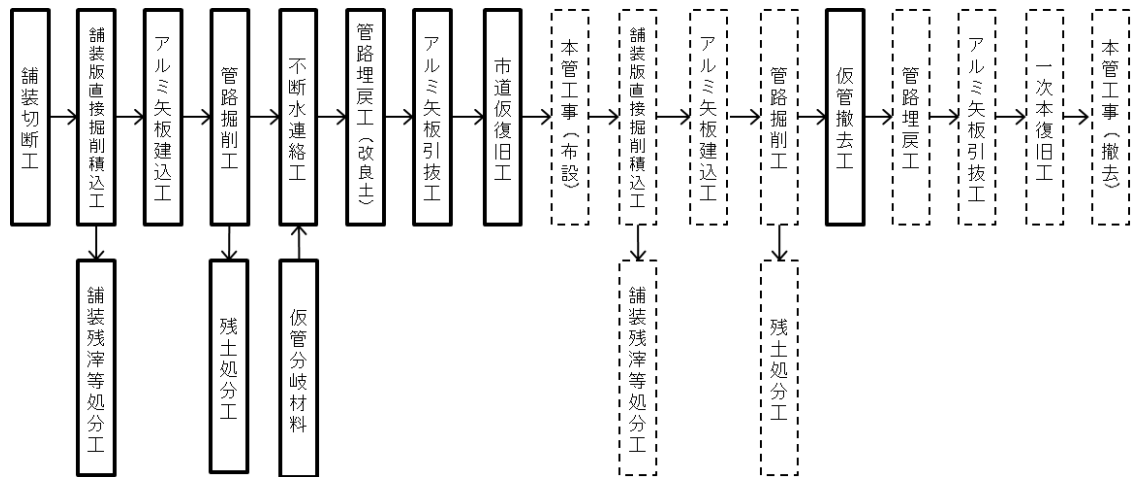 舗装切断工
舗装版直接掘削積込工
アルミ矢板建込工
管路掘削工
不断水連絡工
管路埋戻工（改良土）
アルミ矢板引抜工
市道仮復旧工
本管工事（布設）
舗装版直接掘削積込工
アルミ矢板建込工
管路掘削工
仮管撤去工
管路埋戻工
アルミ矢板引抜工
一次本復旧工
本管工事（撤去）
舗装残滓等処分工
残土処分工
仮管分岐材料
舗装残滓等処分工
残土処分工